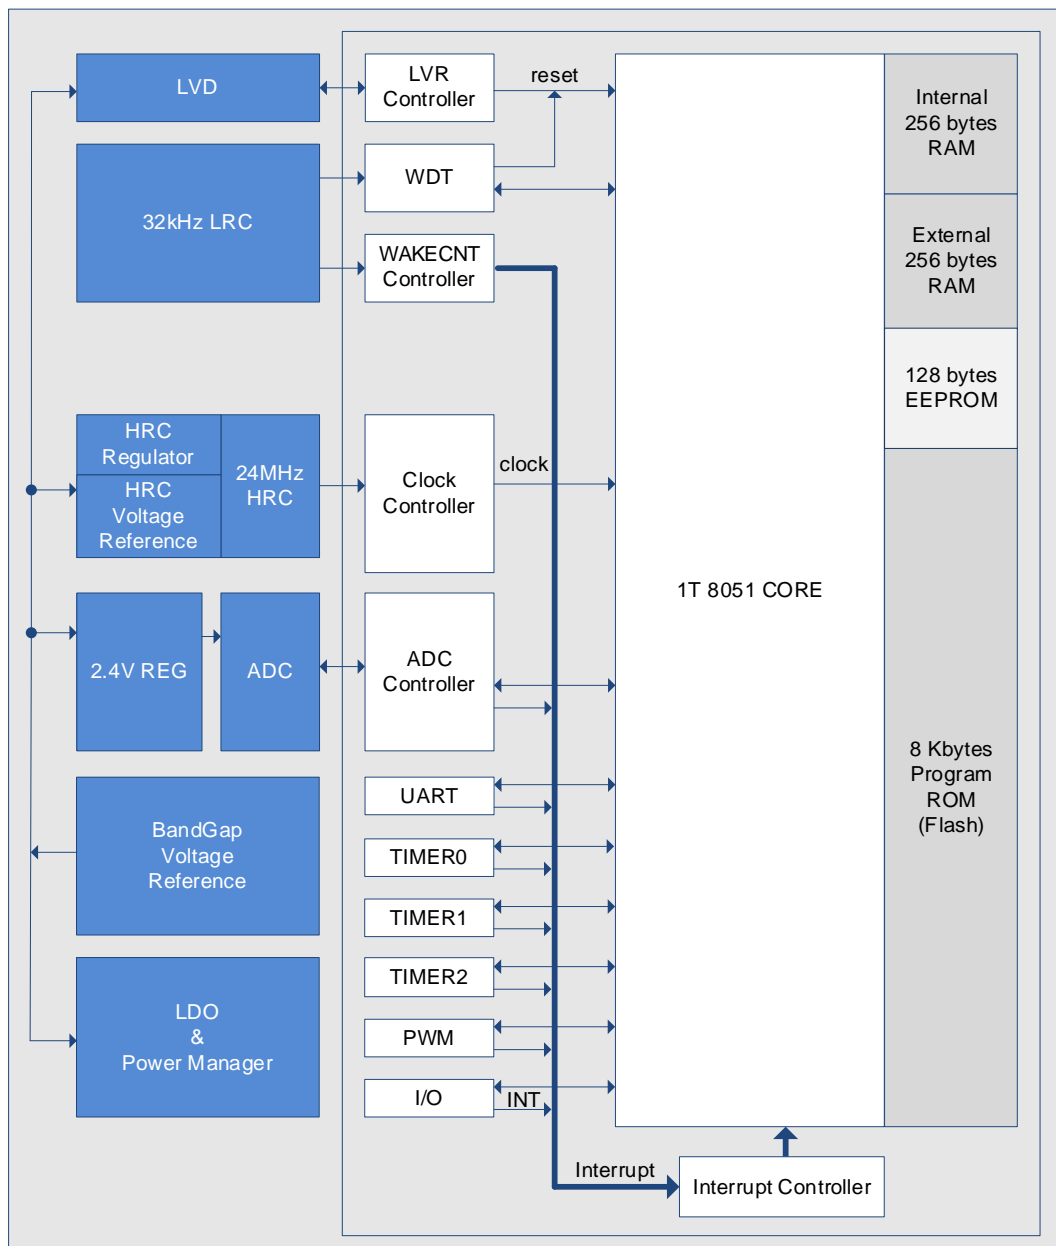 LVD
LVR
Controller
reset
Internal
256 bytes
RAM
32kHz LRC
WDT
WAKECNT
Controller
External
256 bytes
RAM
128 bytes
EEPROM
HRC
Regulator
HRC
Voltage
Reference
24MHz
HRC
Clock
Controller
clock
1T 8051 CORE
2.4V REG
ADC
ADC
Controller
8 Kbytes
Program
ROM
(Flash)
UART
BandGap
Voltage
Reference
TIMER0
TIMER1
TIMER2
LDO
&
Power Manager
PWM
I/O
INT
Interrupt
Interrupt Controller